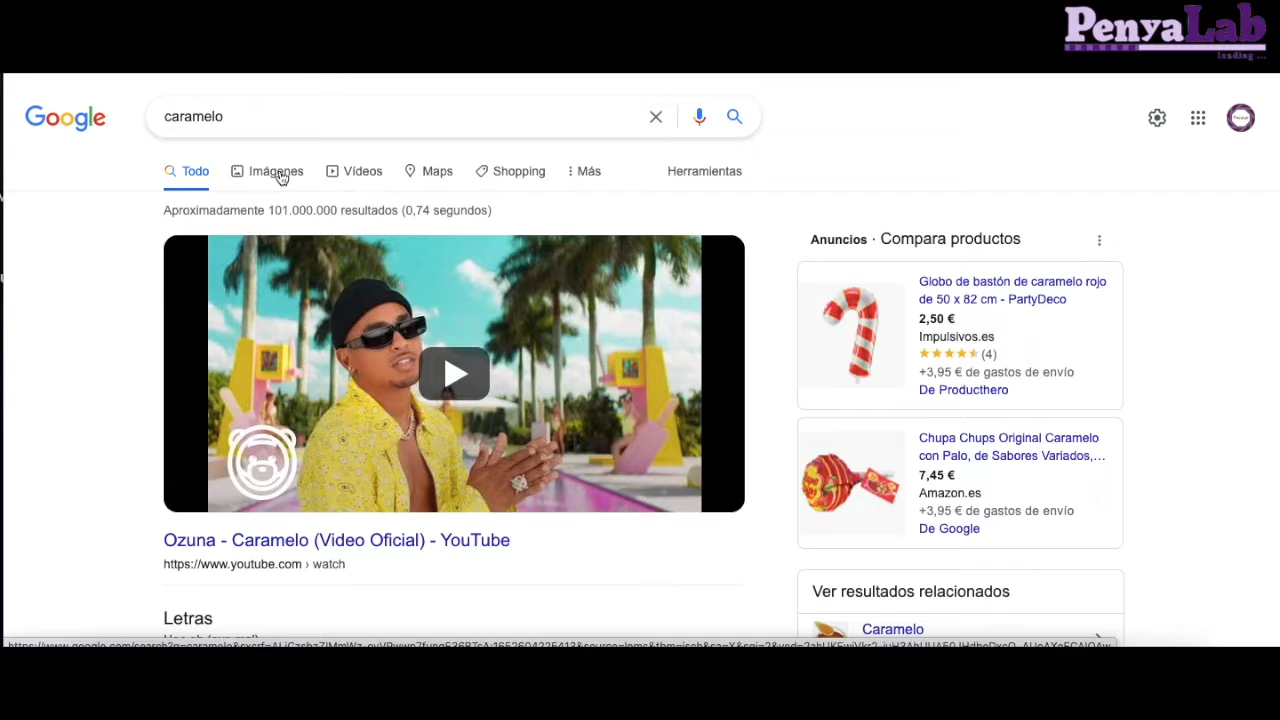 PenyaLab
loading ...
Google
caramelo
Todo
Imágenes
Vídeos
Maps
Shopping
Más
Herramientas
Aproximadamente 101.000.000 resultados (0,74 segundos)
Anuncios · Compara productos
Globo de bastón de caramelo rojo
de 50 x 82 cm - PartyDeco
2,50 €
Impulsivos.es
(4)
+3,95 € de gastos de envío
De Producthero
Chupa Chups Original Caramelo
con Palo, de Sabores Variados,...
7,45 €
Amazon.es
+3,95 € de gastos de envío
De Google
Ozuna - Caramelo (Video Oficial) - YouTube
https://www.youtube.com › watch
Ver resultados relacionados
Letras
Caramelo